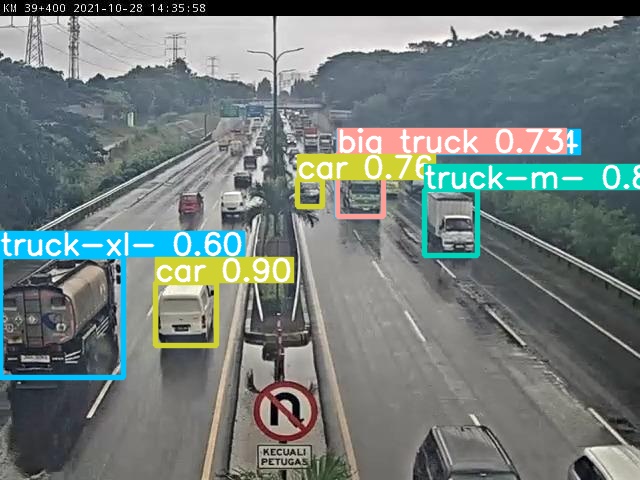 KM 39+400 2021-10-28 14:35:58
big truck 0.73
car 0.76
truck-m- 0.8
truck-xl- 0.60
car 0.90
KECUALI
PETUGAS